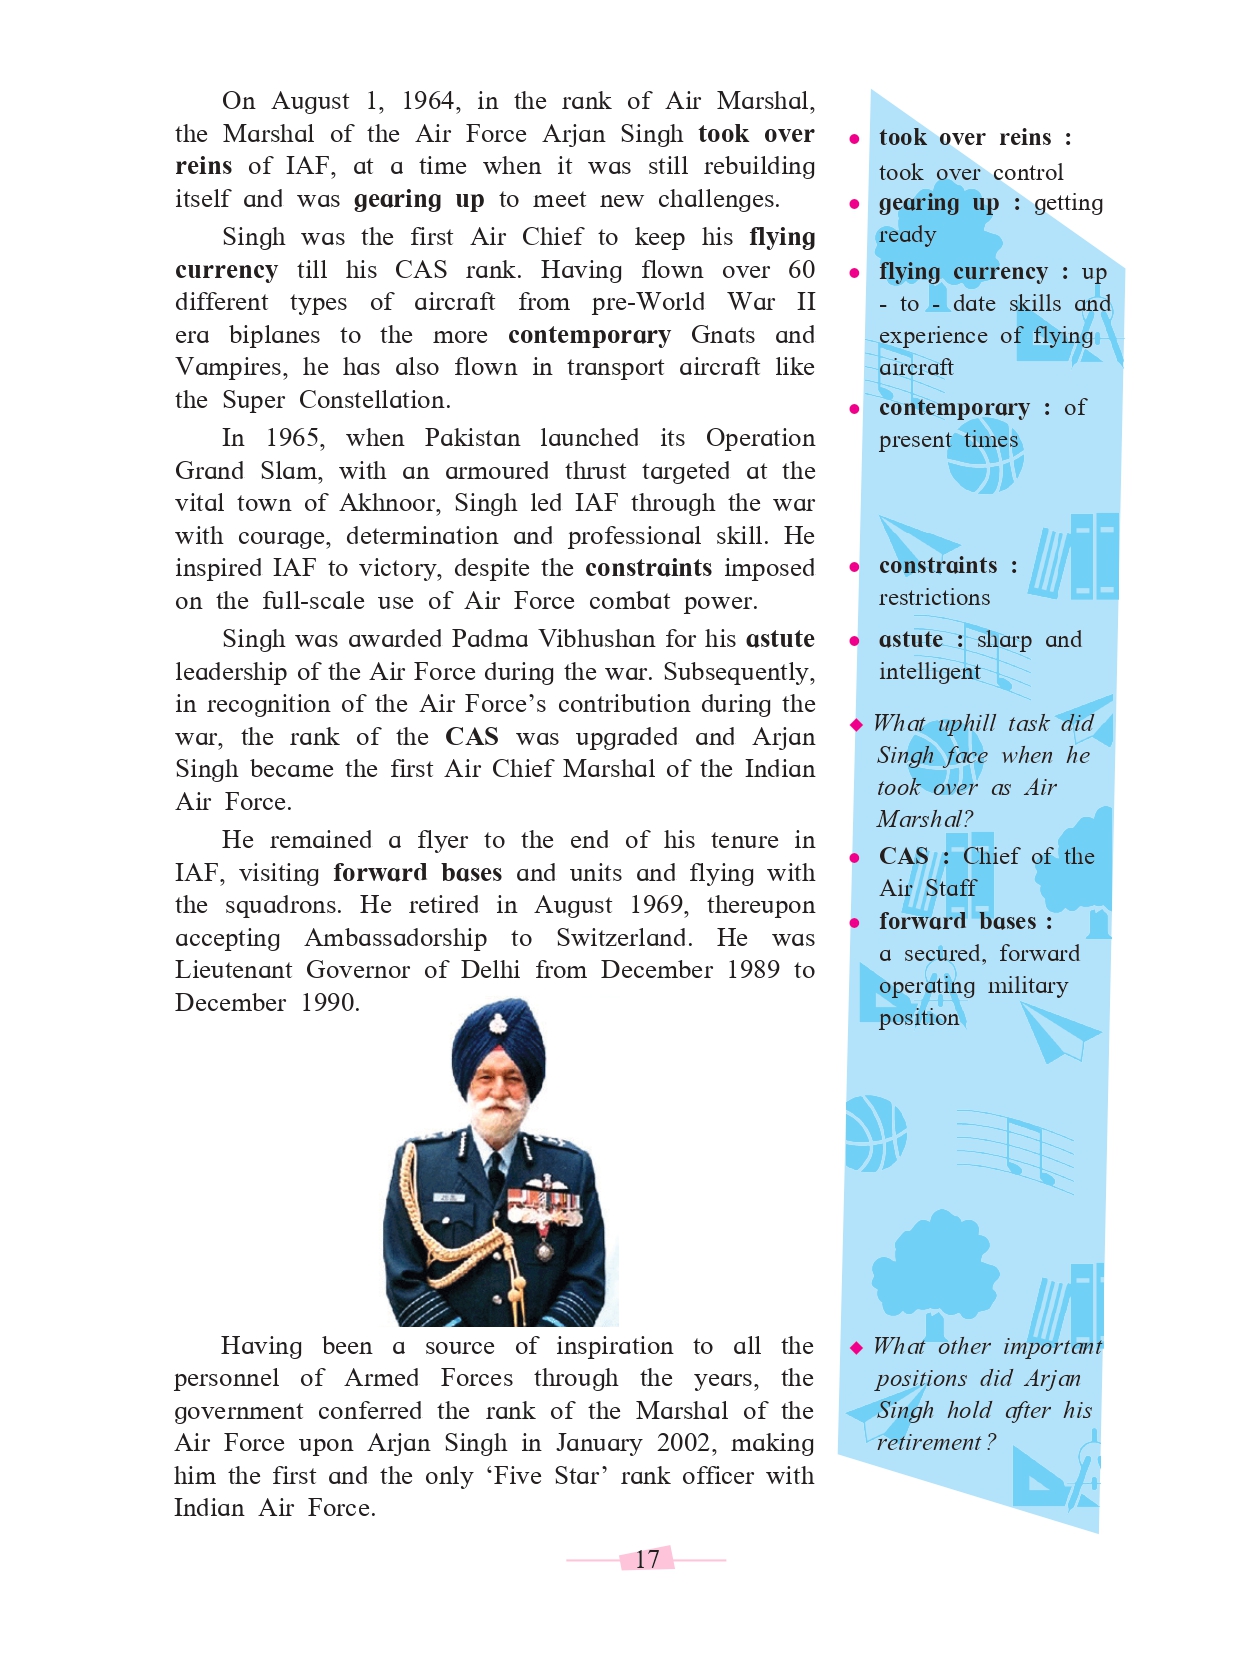 On August 1, 1964, in the rank of Air Marshal,
the Marshal of the Air Force Arjan Singh took over
reins of IAF, at a time when it was still rebuilding
itself and was gearing up to meet new challenges.
Singh was the first Air Chief to keep his flying
currency till his CAS rank. Having flown over 60
different types of aircraft from pre-World War II
era biplanes to the more contemporary Gnats and
Vampires, he has also flown in transport aircraft like
the Super Constellation.
In 1965, when Pakistan launched its Operation
Grand Slam, with an armoured thrust targeted at the
vital town of Akhnoor, Singh led IAF through the war
with courage, determination and professional skill. He
inspired IAF to victory, despite the constraints imposed
on the full-scale use of Air Force combat power.
Singh was awarded Padma Vibhushan for his astute
leadership of the Air Force during the war. Subsequently,
in recognition of the Air Force’s contribution during the
war, the rank of the CAS was upgraded and Arjan
Singh became the first Air Chief Marshal of the Indian
Air Force.
He remained a flyer to the end of his tenure in
IAF, visiting forward bases and units and flying with
the squadrons. He retired in August 1969, thereupon
accepting Ambassadorship to Switzerland. He was
Lieutenant Governor of Delhi from December 1989 to
December 1990.
Having been a source of inspiration to all the
personnel of Armed Forces through the years, the
government conferred the rank of the Marshal of the
Air Force upon Arjan Singh in January 2002, making
him the first and the only ‘Five Star’ rank officer with
Indian Air Force.
● took over reins :
took over control
● gearing up : getting
ready
● flying currency : up
- to - date skills and
experience of flying
aircraft
● contemporary : of
present times
● constraints :
restrictions
● astute : sharp and
intelligent
◆ What uphill task did
Singh face when he
took over as Air
Marshal?
● CAS : Chief of the
Air Staff
● forward bases :
a secured, forward
operating military
position
◆ What other important
positions did Arjan
Singh hold after his
retirement?
17